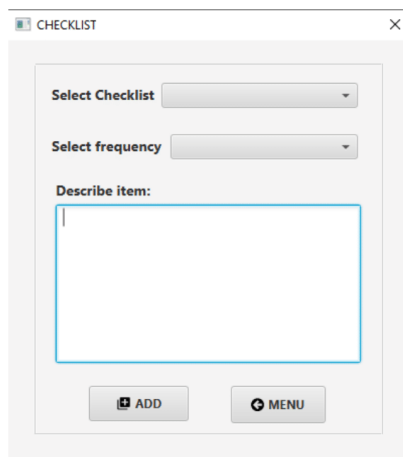 CHECKLIST
Select Checklist
Select frequency
Describe item:
ADD
MENU